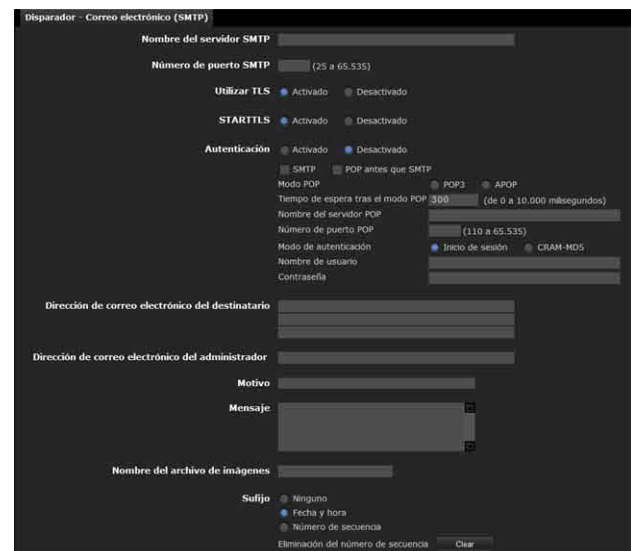 Disparador - Correo electrónico (SMTP)
Nombre del servidor SMTP
Número de puerto SMTP (25 a 65.535)
Utilizar TLS Activado Desactivado
STARTTLS Activado Desactivado
Autenticación Activado Desactivado
SMTP POP antes que SMTP
Modo POP POP3 APOP
Tiempo de espera tras el modo POP 300 (de 0 a 10.000 milisegundos)
Nombre del servidor POP
Número de puerto POP (110 a 65.535)
Modo de autenticación Inicio de sesión CRAM-MD5
Nombre de usuario
Contraseña
Dirección de correo electrónico del destinatario
Dirección de correo electrónico del administrador
Motivo
Mensaje
Nombre del archivo de imágenes
Sufijo Ninguno
Fecha y hora
Número de secuencia
Eliminación del número de secuencia Clear